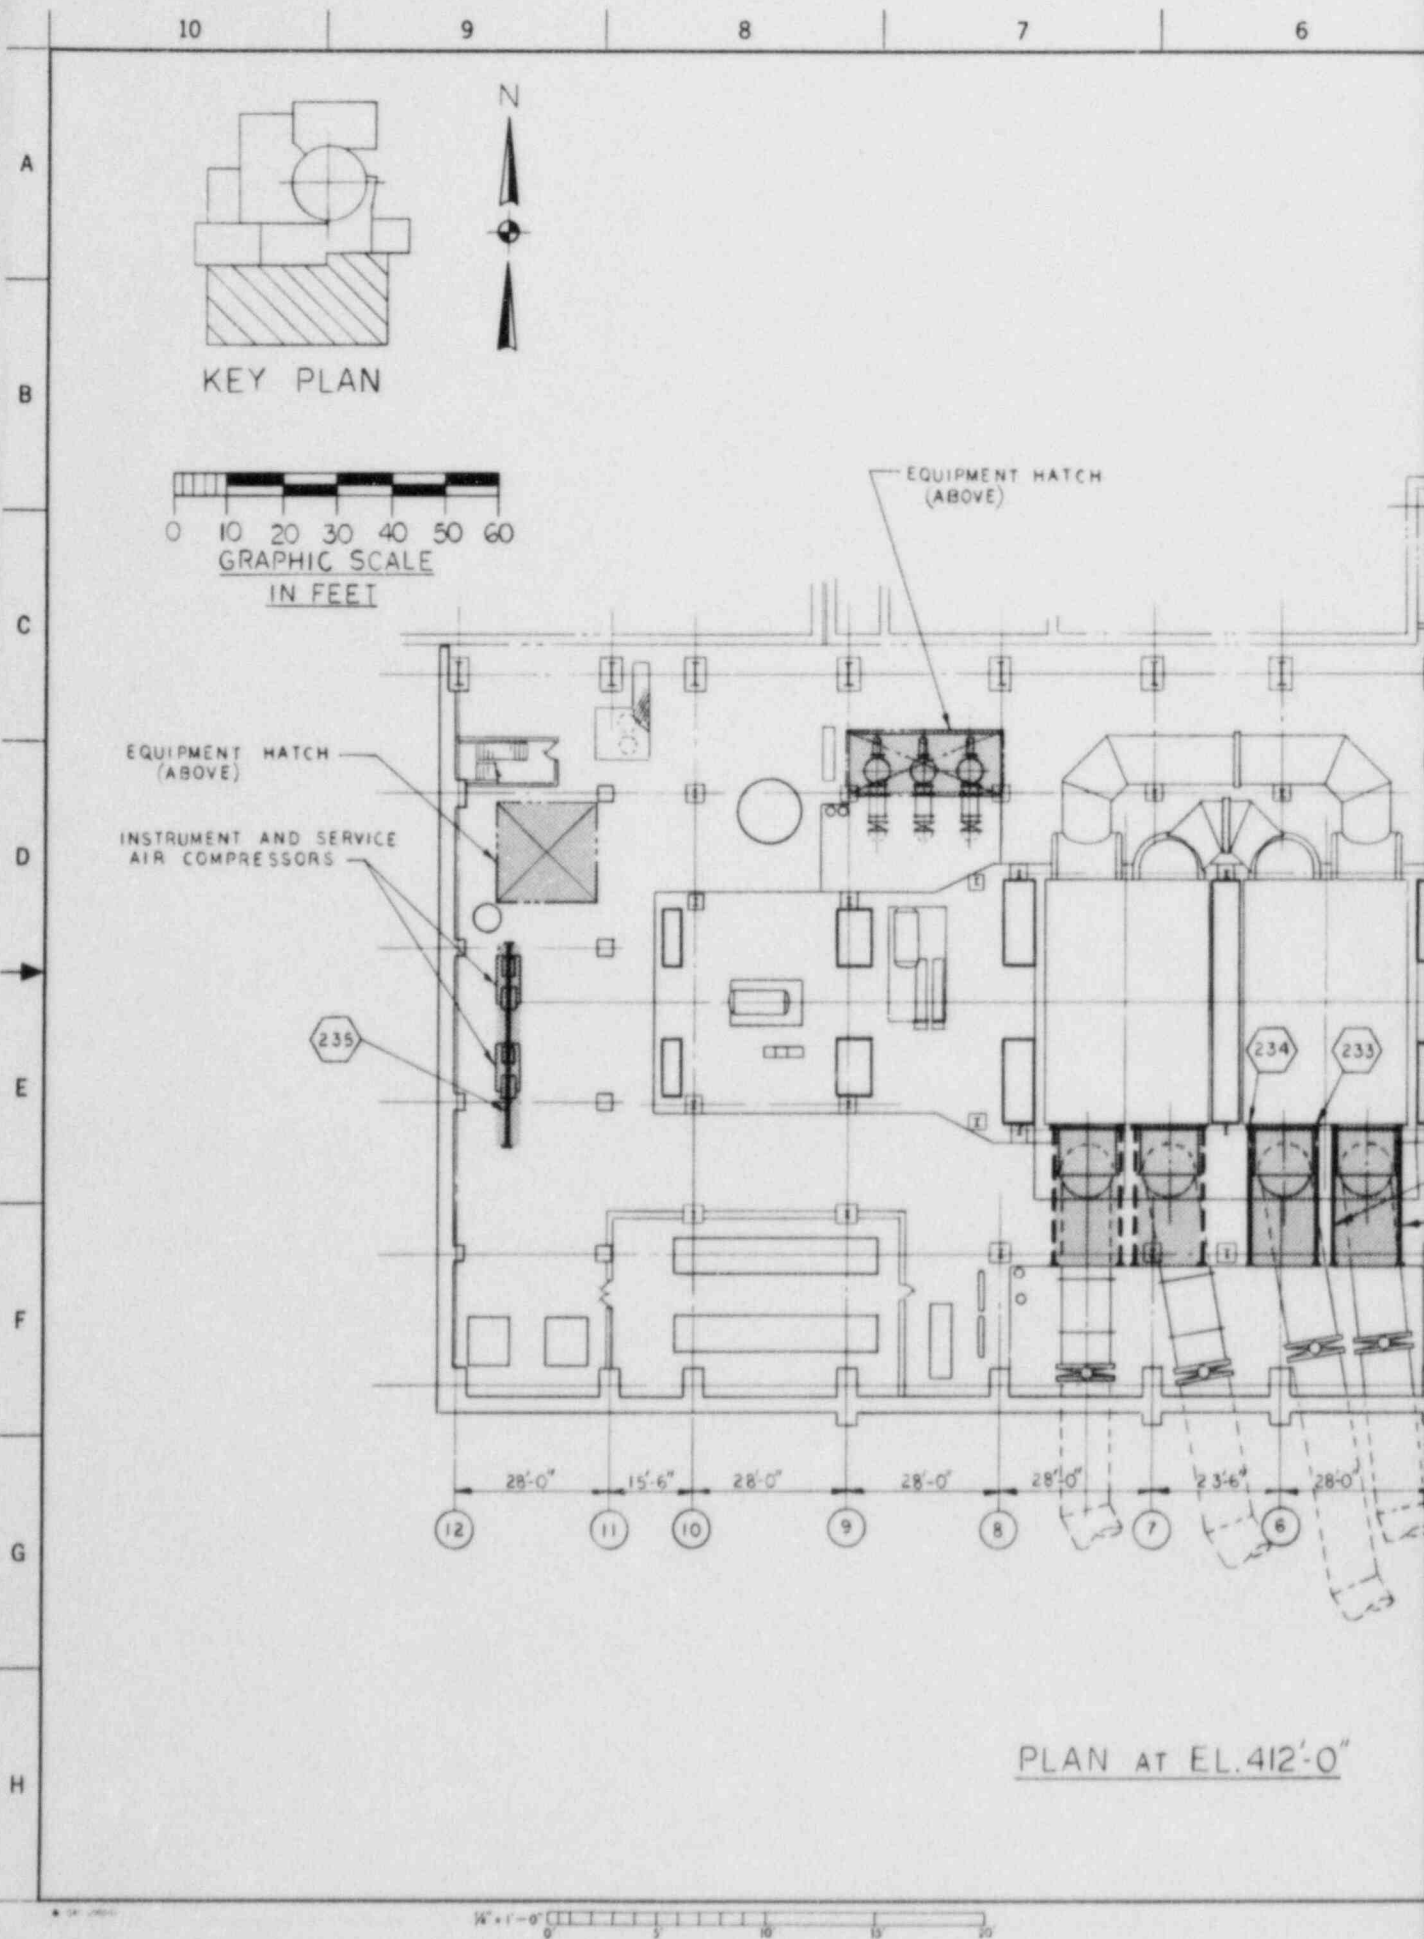 10 9 8 7 6
A
B
C
D
E
F
G
H
N
KEY PLAN
0 10 20 30 40 50 60
GRAPHIC SCALE
IN FEET
EQUIPMENT HATCH
(ABOVE)
EQUIPMENT HATCH
(ABOVE)
INSTRUMENT AND SERVICE
AIR COMPRESSORS
235
234
233
28'-0" 15'-6" 28'-0" 28'-0" 28'-0" 23'-6" 28'-0"
12 11 10 9 8 7 6
PLAN AT EL.412'-0"
0' 5' 10' 15' 20'